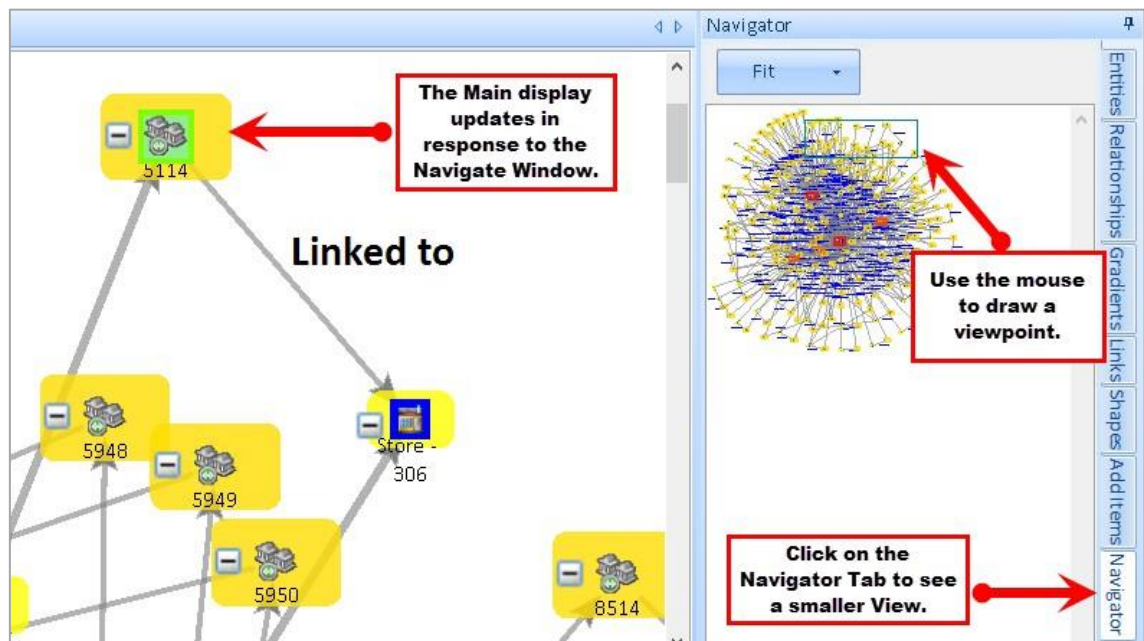 Navigator
Fit
The Main display
updates in
response to the
Navigate Window.
5114
Linked to
Use the mouse
to draw a
viewpoint.
5948
5949
Store -
306
5950
8514
Click on the
Navigator Tab to see
a smaller View.
Entities
Relationships
Gradients
Links
Shapes
Add Items
Navigator